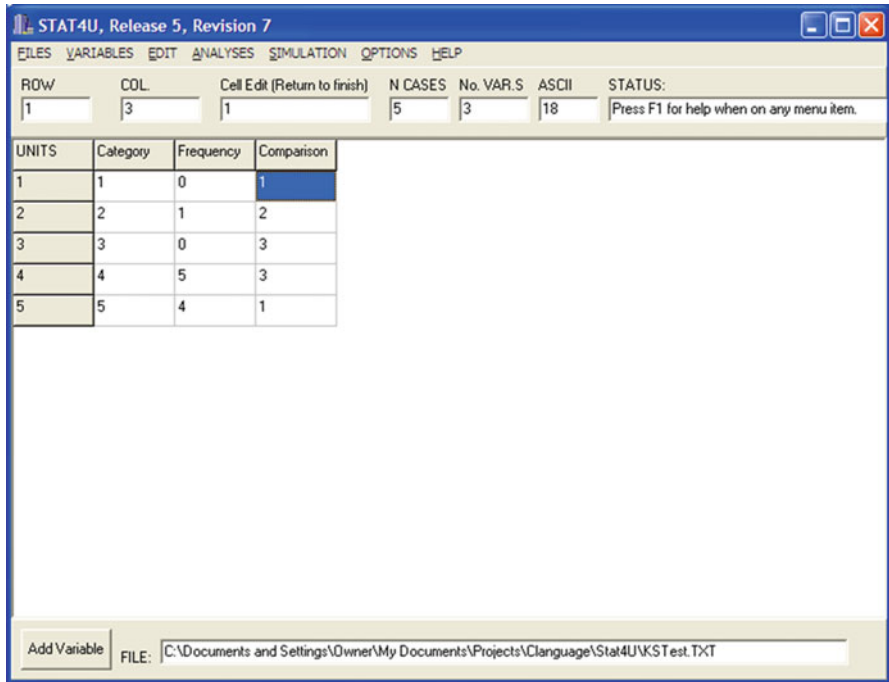 STAT4U, Release 5, Revision 7
FILES VARIABLES EDIT ANALYSES SIMULATION OPTIONS HELP
ROW COL. Cell Edit (Return to finish) N CASES No. VAR.S ASCII STATUS:
1 3 1 5 3 18 Press F1 for help when on any menu item.
UNITS Category Frequency Comparison
1 1 0 1
2 2 1 2
3 3 0 3
4 4 5 3
5 5 4 1
Add Variable FILE: C:\Documents and Settings\Owner\My Documents\Projects\Clanguage\Stat4U\KSTest.TXT